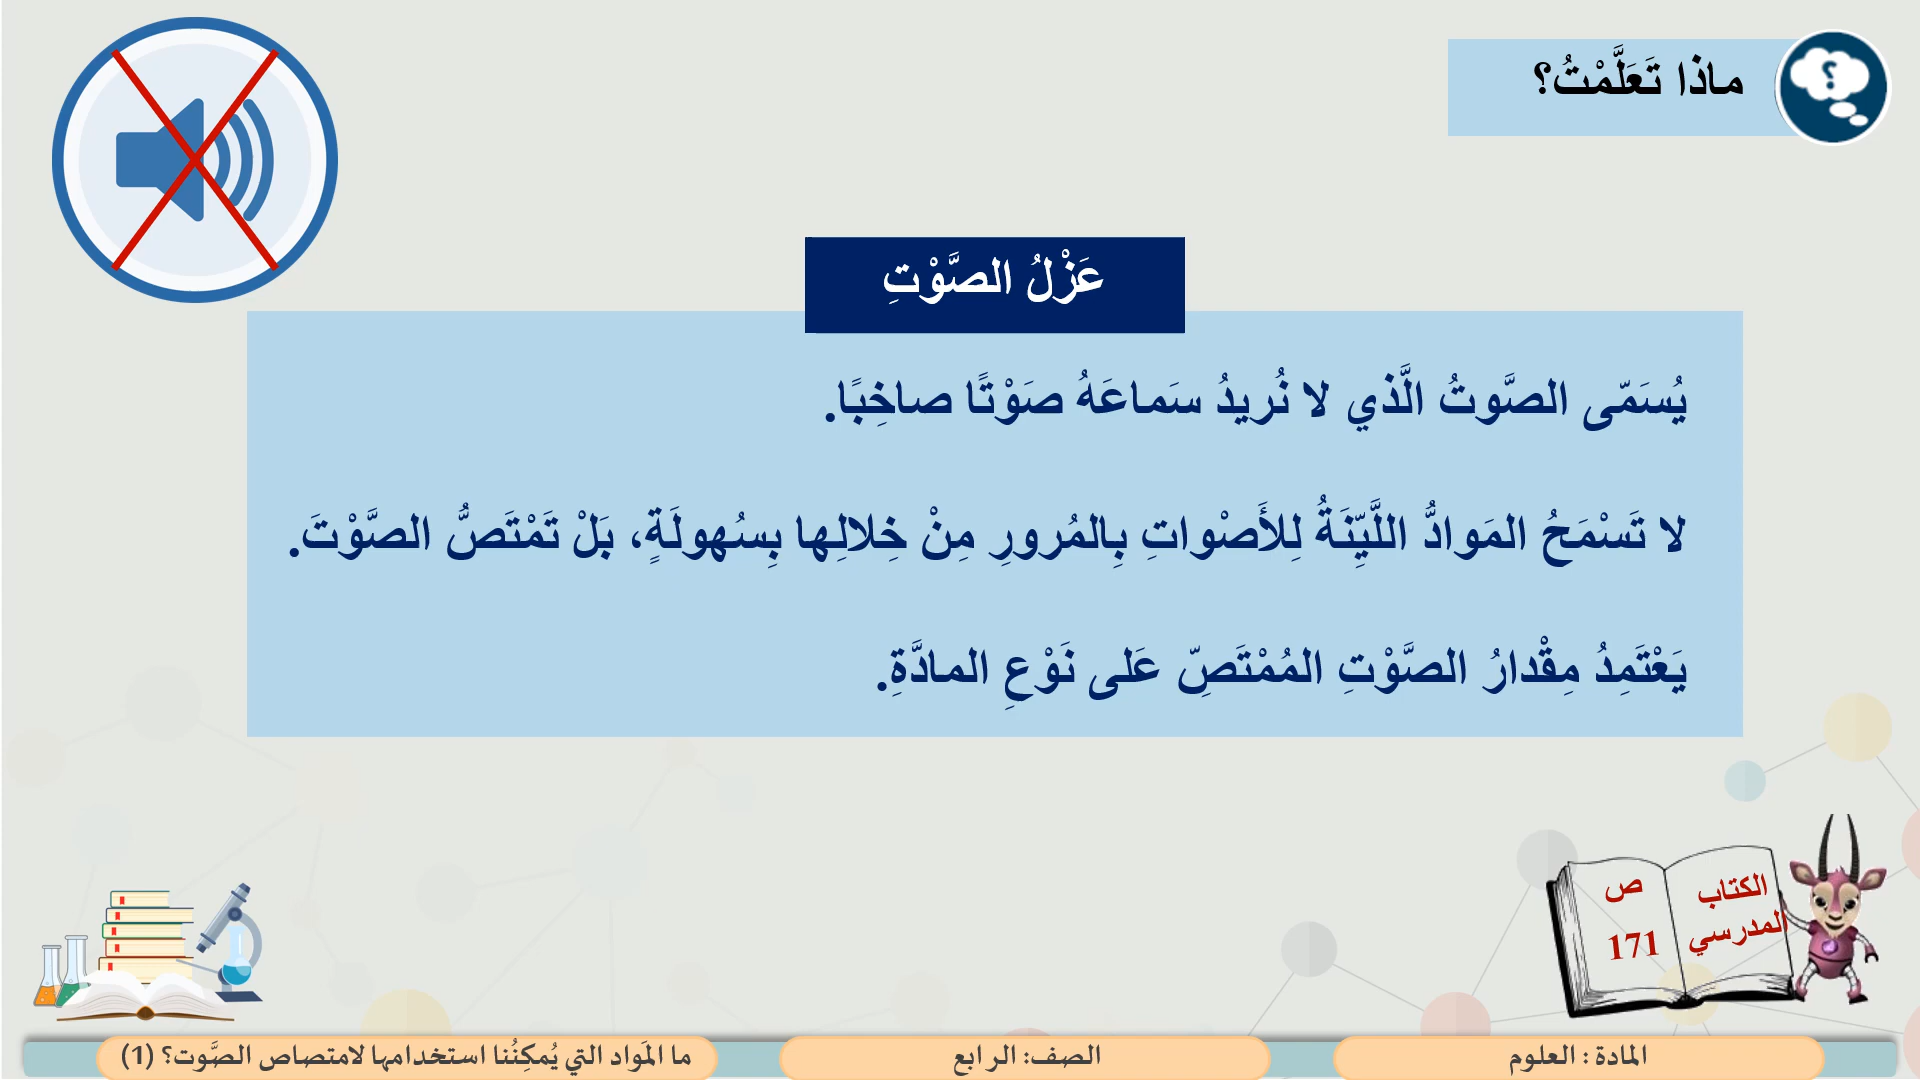 ماذا تَعَلَّمْتُ؟
عَزْلُ الصَّوْتِ
يُسَمّى الصَّوتُ الَّذي لا نُريدُ سَماعَهُ صَوْتًا صاخِبًا.
لا تَسْمَحُ المَوادُّ اللَّيِّنَةُ لِلأَصْواتِ بِالمُرورِ مِنْ خِلالِها بِسُهولَةٍ، بَلْ تَمْتَصُّ الصَّوْتَ.
يَعْتَمِدُ مِقْدارُ الصَّوْتِ المُمْتَصِّ عَلى نَوْعِ المادَّةِ.
الكتاب
المدرسي
ص
171
المادة : العلوم
الصف: الرابع
ما المَواد التي يُمكِنُنا استخدامها لامتصاص الصَّوت؟ (1)